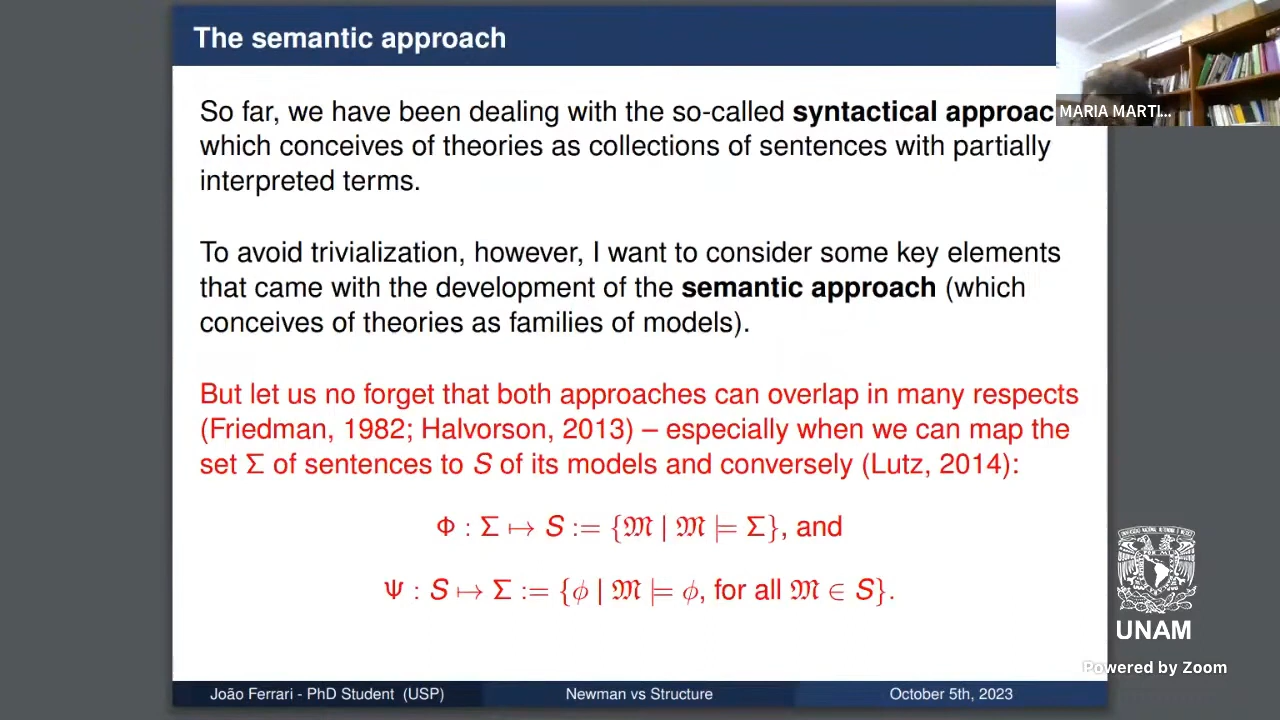 The semantic approach
So far, we have been dealing with the so-called syntactical approac
which conceives of theories as collections of sentences with partially
interpreted terms.
To avoid trivialization, however, I want to consider some key elements
that came with the development of the semantic approach (which
conceives of theories as families of models).
But let us no forget that both approaches can overlap in many respects
(Friedman, 1982; Halvorson, 2013) – especially when we can map the
set Σ of sentences to S of its models and conversely (Lutz, 2014):
Φ : Σ ↦ S := {𝔐 | 𝔐 ⊨ Σ}, and
Ψ : S ↦ Σ := {ϕ | 𝔐 ⊨ ϕ, for all 𝔐 ∈ S}.
João Ferrari - PhD Student (USP) Newman vs Structure October 5th, 2023
MARIA MARTI...
UNAM
Powered by Zoom